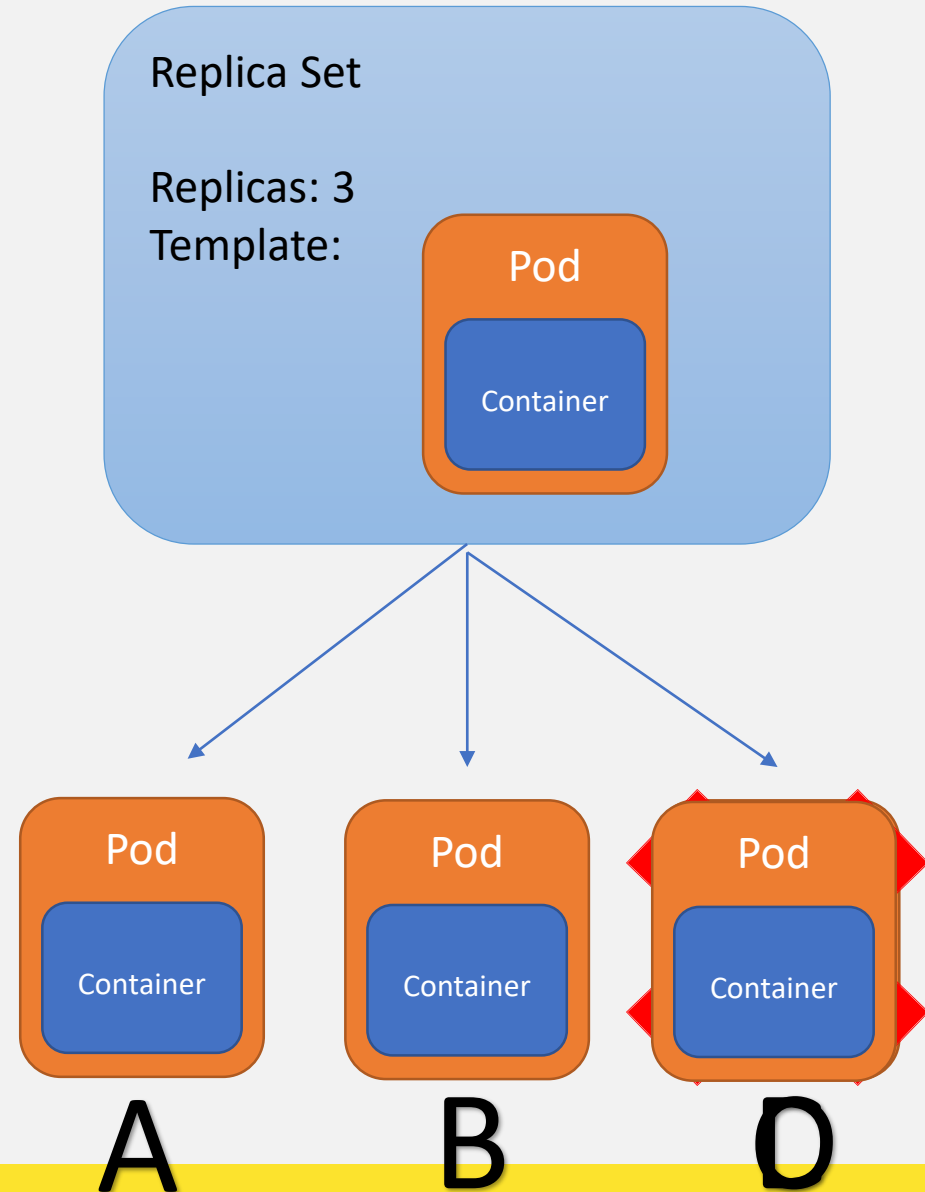 Replica Set
Replicas: 3
Template:
Pod
Container
Pod
Pod
Pod
Container
Container
Container
A
B